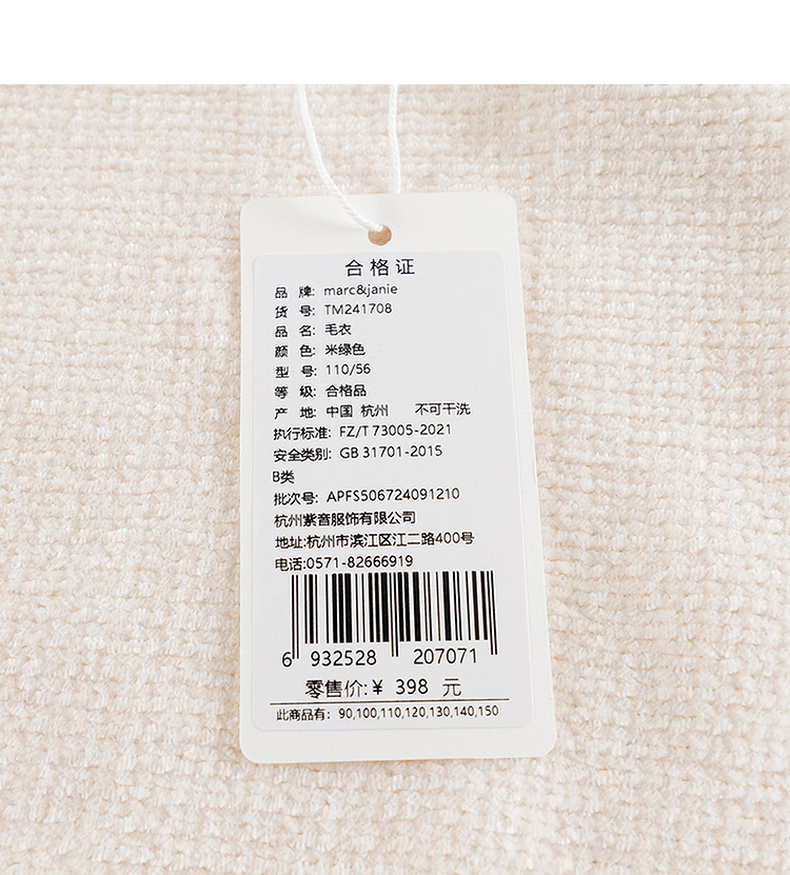 合格证
品 牌: marc&janie
货 号: TM241708
品 名: 毛衣
颜 色: 米绿色
型 号: 110/56
等 级: 合格品
产 地: 中国 杭州 不可干洗
执行标准: FZ/T 73005-2021
安全类别: GB 31701-2015
B类
批次号: APFS506724091210
杭州紫音服饰有限公司
地址:杭州市滨江区江二路400号
电话:0571-82666919
6 932528 207071
零售价:¥ 398 元
此商品有: 90,100,110,120,130,140,150